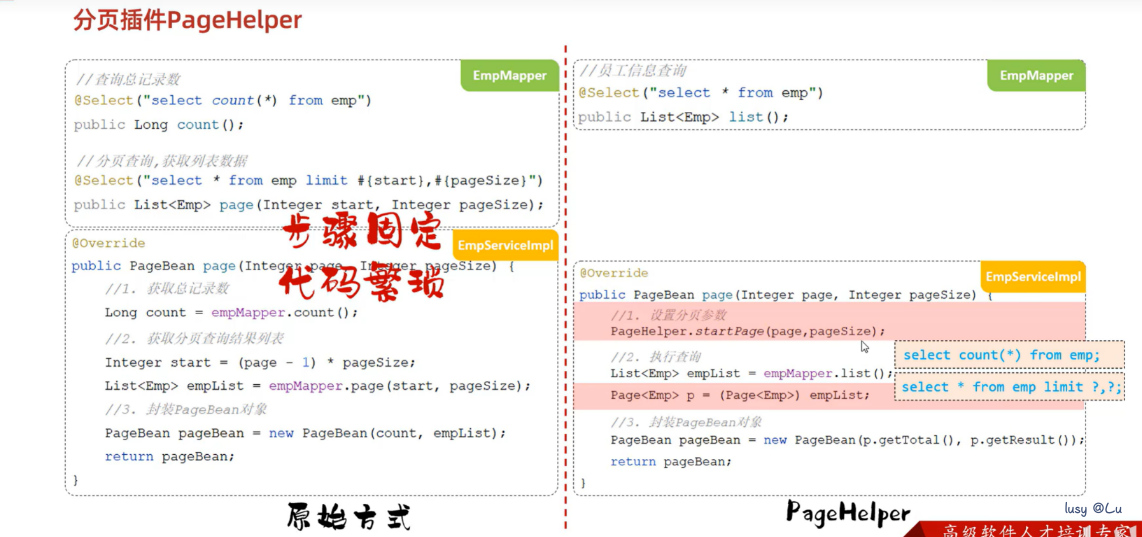 分页插件PageHelper
EmpMapper
//查询总记录数
@Select("select count(*) from emp")
public Long count();
//分页查询,获取列表数据
@Select("select * from emp limit #{start},#{pageSize}")
public List<Emp> page(Integer start, Integer pageSize);
步骤固定
代码繁琐
EmpServiceImpl
@Override
public PageBean page(Integer page, Integer pageSize) {
//1. 获取总记录数
Long count = empMapper.count();
//2. 获取分页查询结果列表
Integer start = (page - 1) * pageSize;
List<Emp> empList = empMapper.page(start, pageSize);
//3. 封装PageBean对象
PageBean pageBean = new PageBean(count, empList);
return pageBean;
}
原始方式
EmpMapper
//员工信息查询
@Select("select * from emp")
public List<Emp> list();
EmpServiceImpl
@Override
public PageBean page(Integer page, Integer pageSize) {
//1. 设置分页参数
PageHelper.startPage(page,pageSize);
//2. 执行查询
List<Emp> empList = empMapper.list();
Page<Emp> p = (Page<Emp>) empList;
select count(*) from emp;
select * from emp limit ?,?;
//3. 封装PageBean对象
PageBean pageBean = new PageBean(p.getTotal(), p.getResult());
return pageBean;
}
PageHelper
lusy @Lu
高级软件人才培训专家